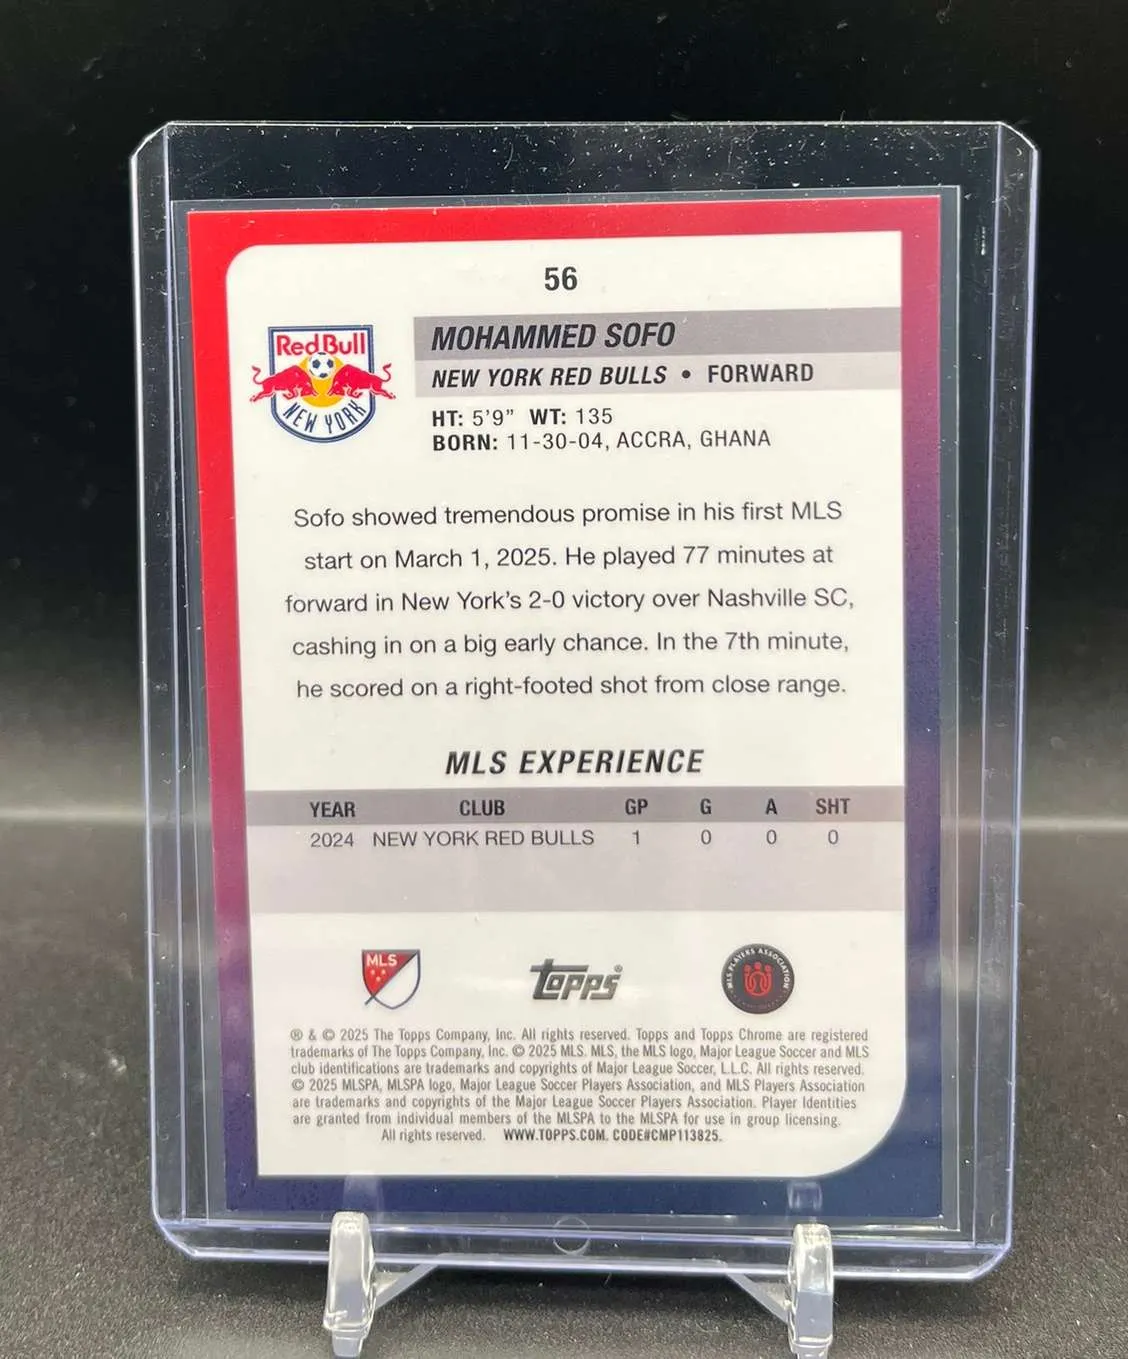 56
MOHAMMED SOFO
NEW YORK RED BULLS • FORWARD
Red Bull
NEW YORK
HT: 5'9" WT: 135
BORN: 11-30-04, ACCRA, GHANA
Sofo showed tremendous promise in his first MLS
start on March 1, 2025. He played 77 minutes at
forward in New York's 2-0 victory over Nashville SC,
cashing in on a big early chance. In the 7th minute,
he scored on a right-footed shot from close range.
MLS EXPERIENCE
YEAR CLUB GP G A SHT
2024 NEW YORK RED BULLS 1 0 0 0
MLS
Topps®
MLS PLAYERS ASSOCIATION
® & © 2025 The Topps Company, Inc. All rights reserved. Topps and Topps Chrome are registered
trademarks of The Topps Company, Inc. © 2025 MLS. MLS, the MLS logo, Major League Soccer and MLS
club identifications are trademarks and copyrights of Major League Soccer, L.L.C. All rights reserved.
© 2025 MLSPA, MLSPA logo, Major League Soccer Players Association, and MLS Players Association
are trademarks and copyrights of the Major League Soccer Players Association. Player Identities
are granted from individual members of the MLSPA to the MLSPA for use in group licensing.
All rights reserved. WWW.TOPPS.COM. CODE#CMP113825.